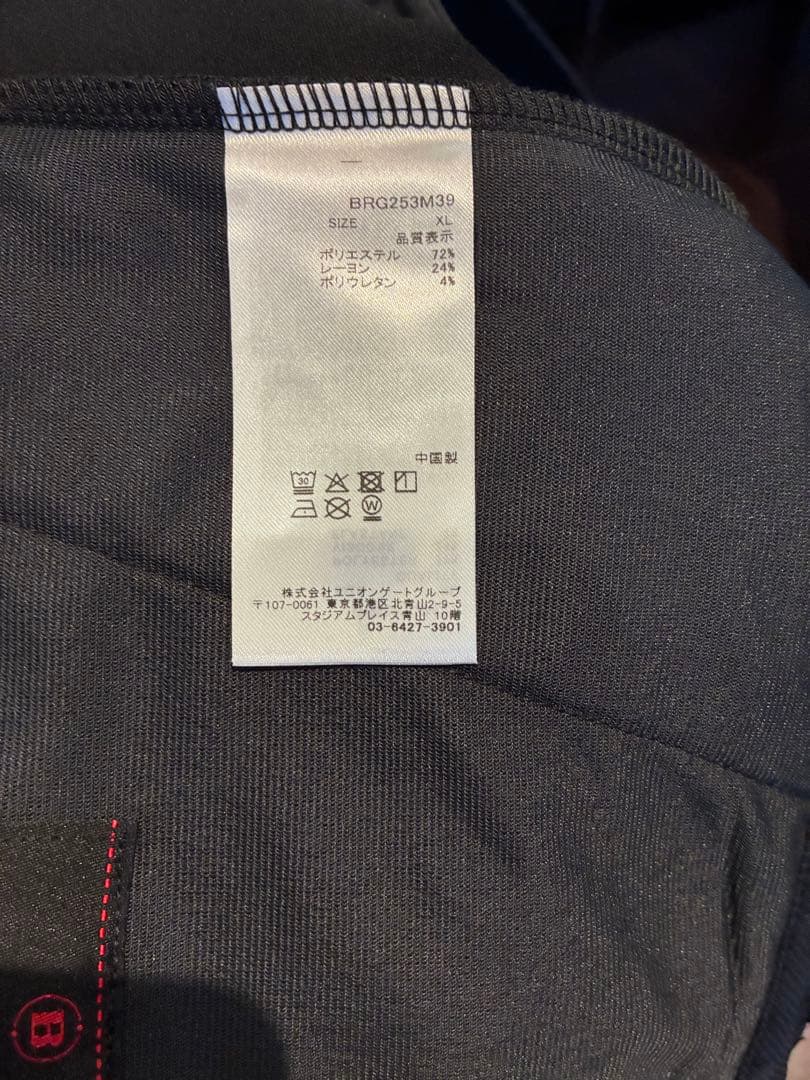 BRG253M39
SIZE XL
品質表示
ポリエステル 72%
レーヨン 24%
ポリウレタン 4%
中国製
30
W
株式会社ユニオンゲートグループ
〒107-0061 東京都港区北青山2-9-5
スタジアムプレイス青山 10階
03-6427-3901
B